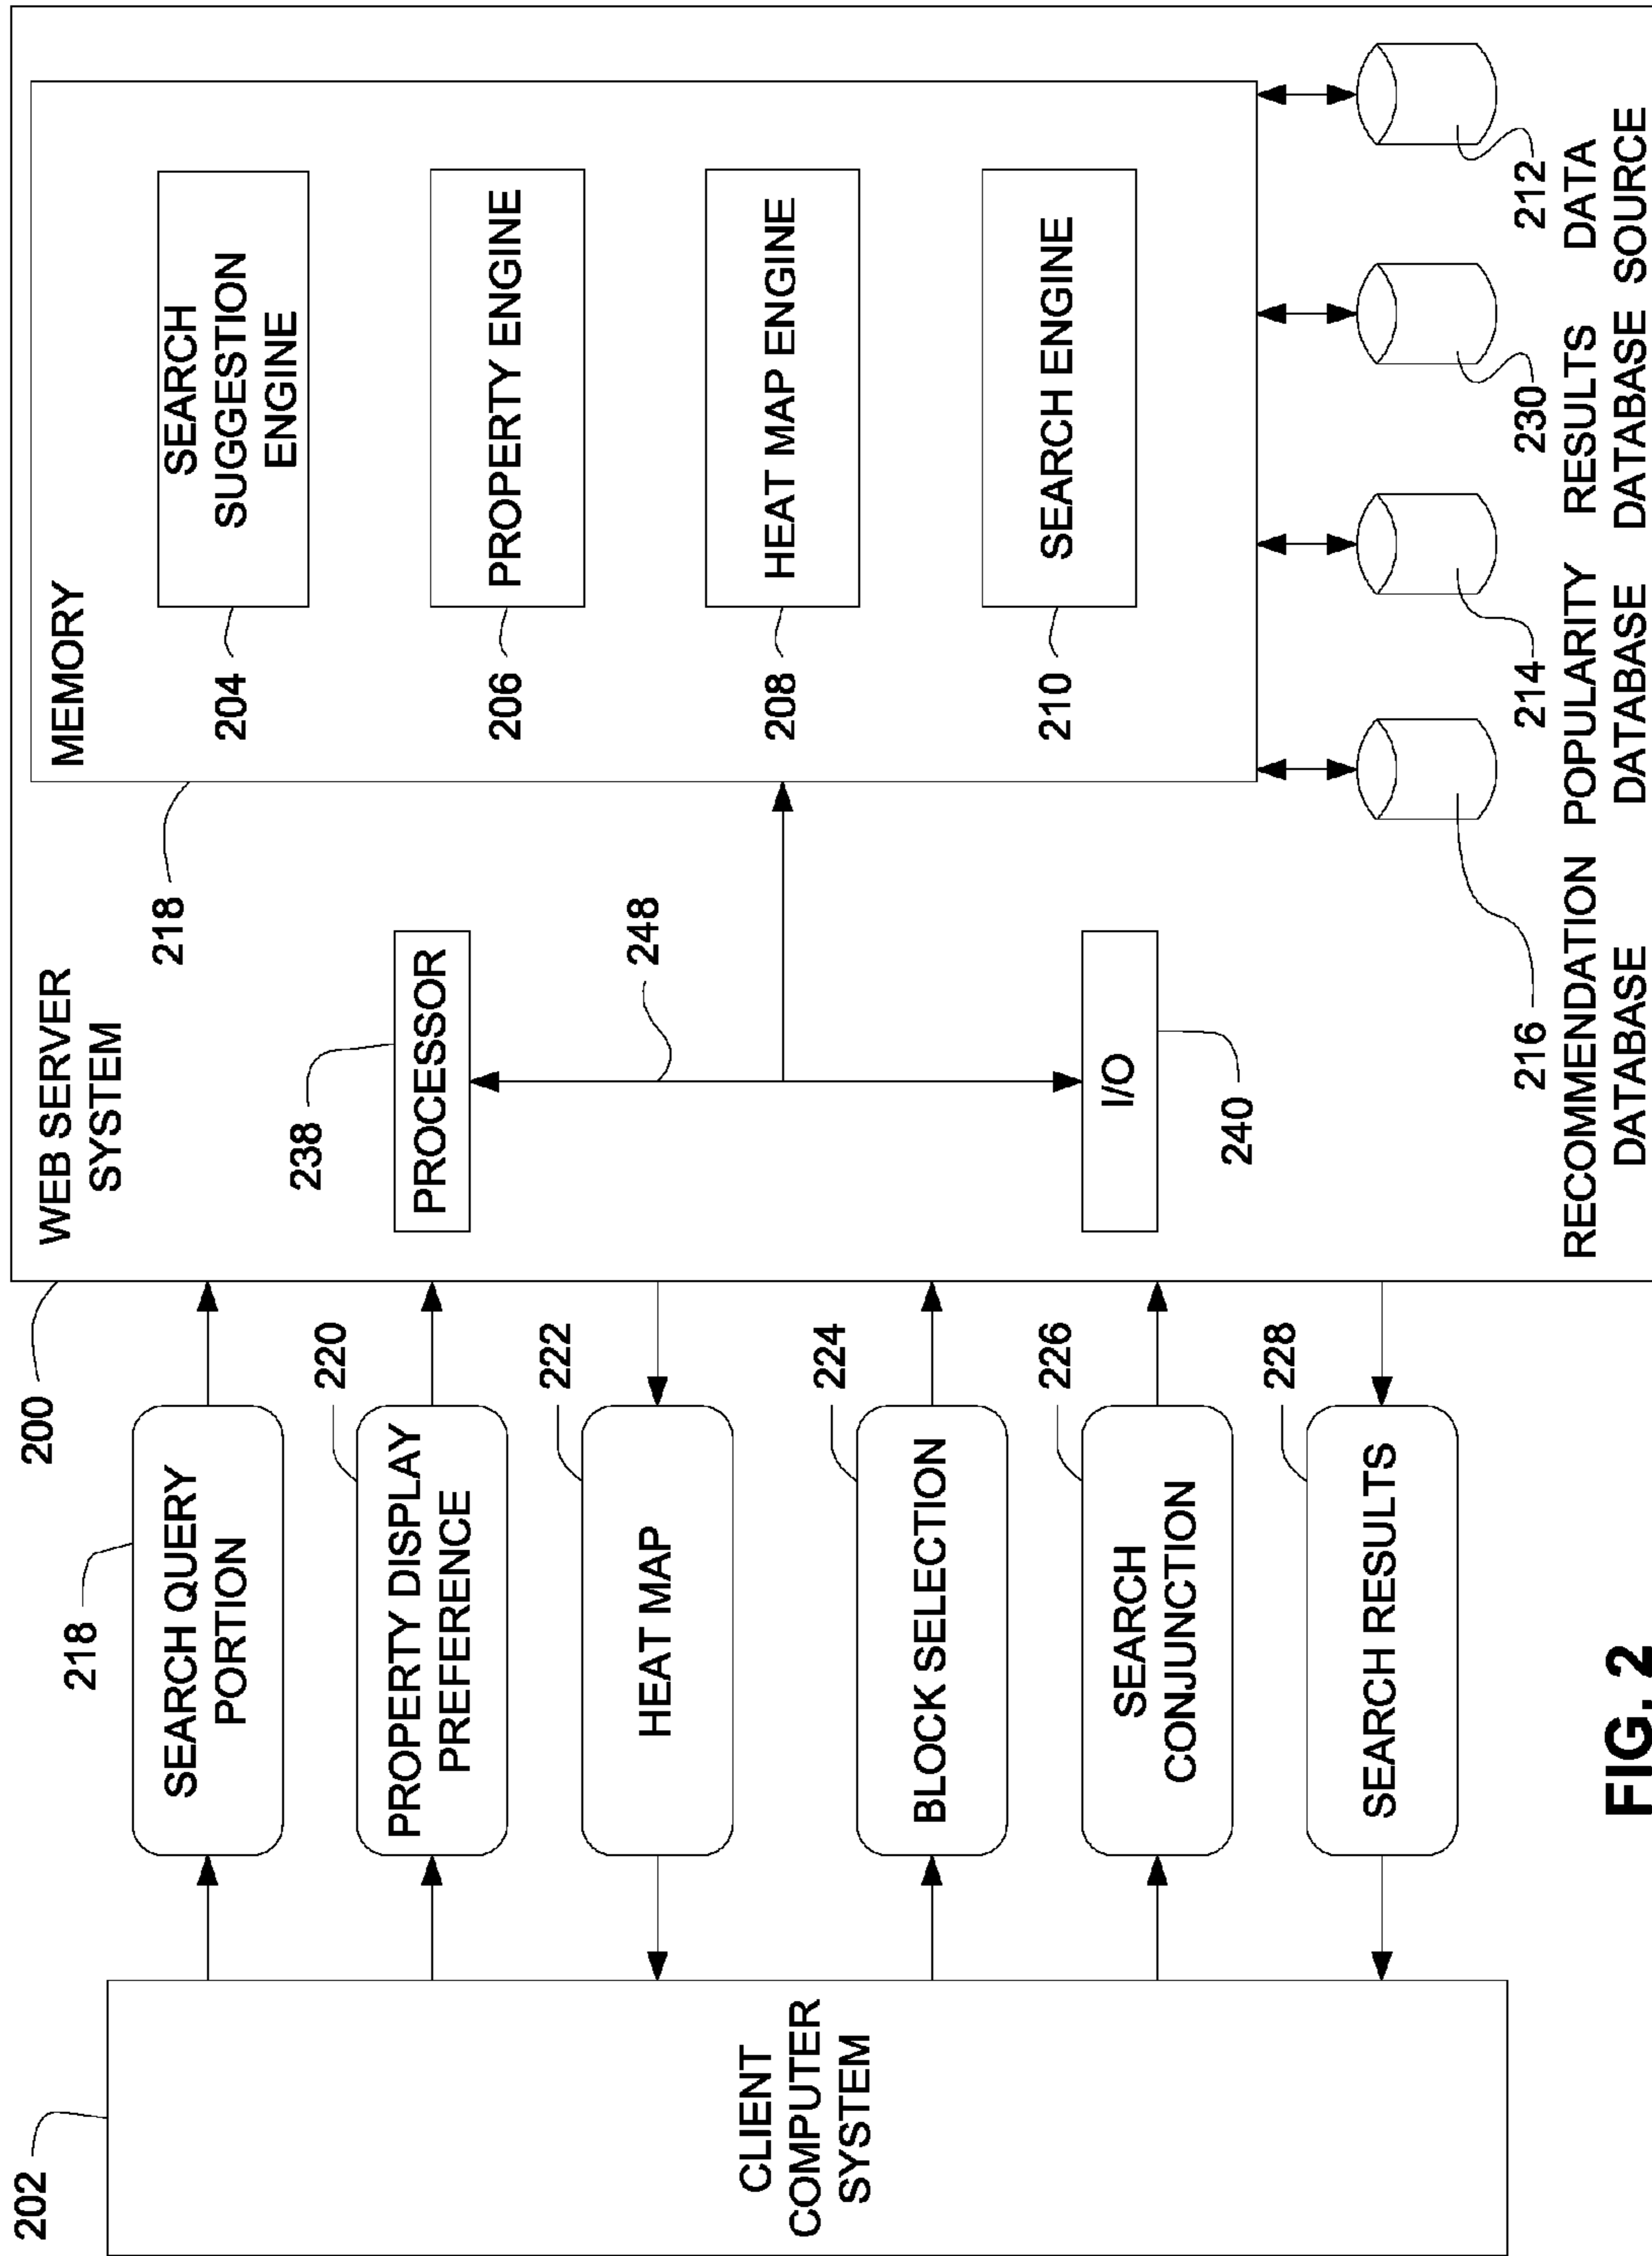 202
CLIENT
COMPUTER
SYSTEM
218
SEARCH QUERY
PORTION
220
PROPERTY DISPLAY
PREFERENCE
222
HEAT MAP
224
BLOCK SELECTION
226
SEARCH
CONJUNCTION
228
SEARCH RESULTS
200
WEB SERVER
SYSTEM
238
PROCESSOR
248
I/O
240
218
MEMORY
204
SEARCH
SUGGESTION
ENGINE
206
PROPERTY ENGINE
208
HEAT MAP ENGINE
210
SEARCH ENGINE
216
RECOMMENDATION
DATABASE
214
POPULARITY
DATABASE
230
RESULTS
DATABASE
212
DATA
SOURCE
FIG. 2